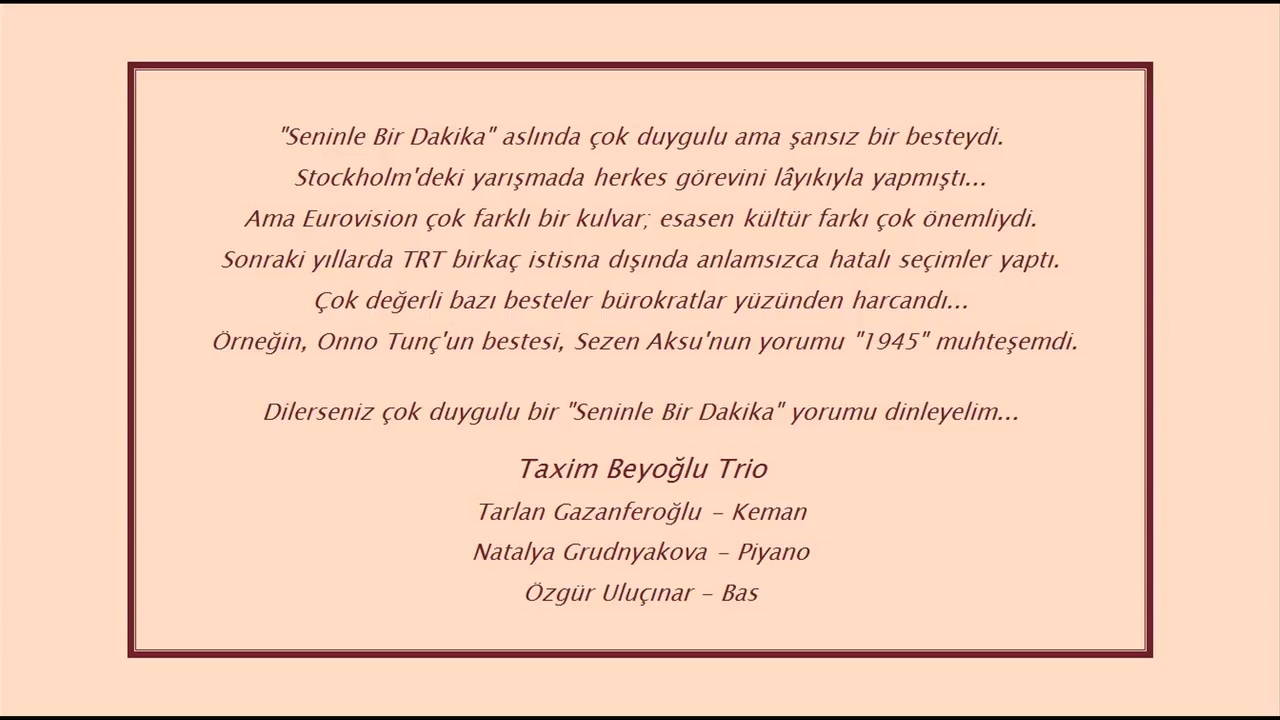 "Seninle Bir Dakika" aslında çok duygulu ama şansız bir besteydi.
Stockholm'deki yarışmada herkes görevini lâyıkıyla yapmıştı...
Ama Eurovision çok farklı bir kulvar; esasen kültür farkı çok önemliydi.
Sonraki yıllarda TRT birkaç istisna dışında anlamsızca hatalı seçimler yaptı.
Çok değerli bazı besteler bürokratlar yüzünden harcandı...
Örneğin, Onno Tunç'un bestesi, Sezen Aksu'nun yorumu "1945" muhteşemdi.
Dilerseniz çok duygulu bir "Seninle Bir Dakika" yorumu dinleyelim...
Taxim Beyoğlu Trio
Tarlan Gazanferoğlu – Keman
Natalya Grudnyakova – Piyano
Özgür Uluçınar – Bas